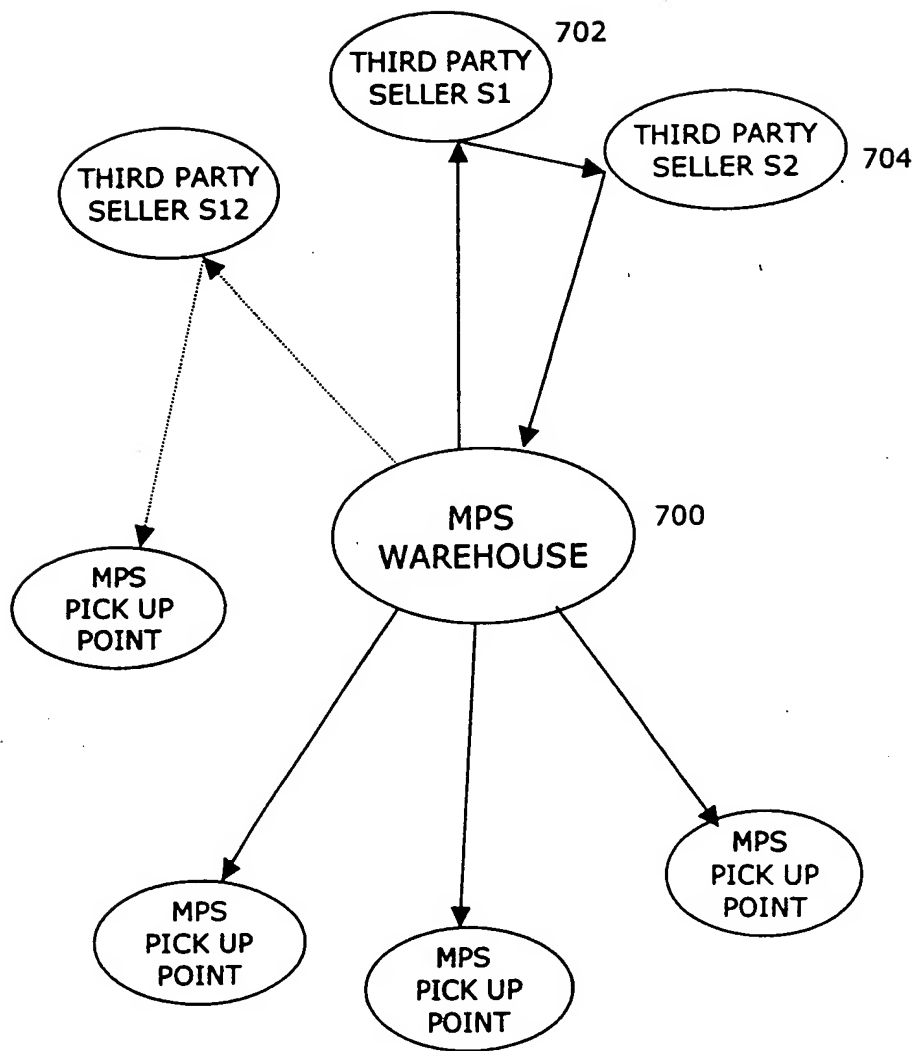 702
THIRD PARTY
SELLER S1
THIRD PARTY
SELLER S2
704
THIRD PARTY
SELLER S12
MPS
WAREHOUSE
700
MPS
PICK UP
POINT
MPS
PICK UP
POINT
MPS
PICK UP
POINT
MPS
PICK UP
POINT